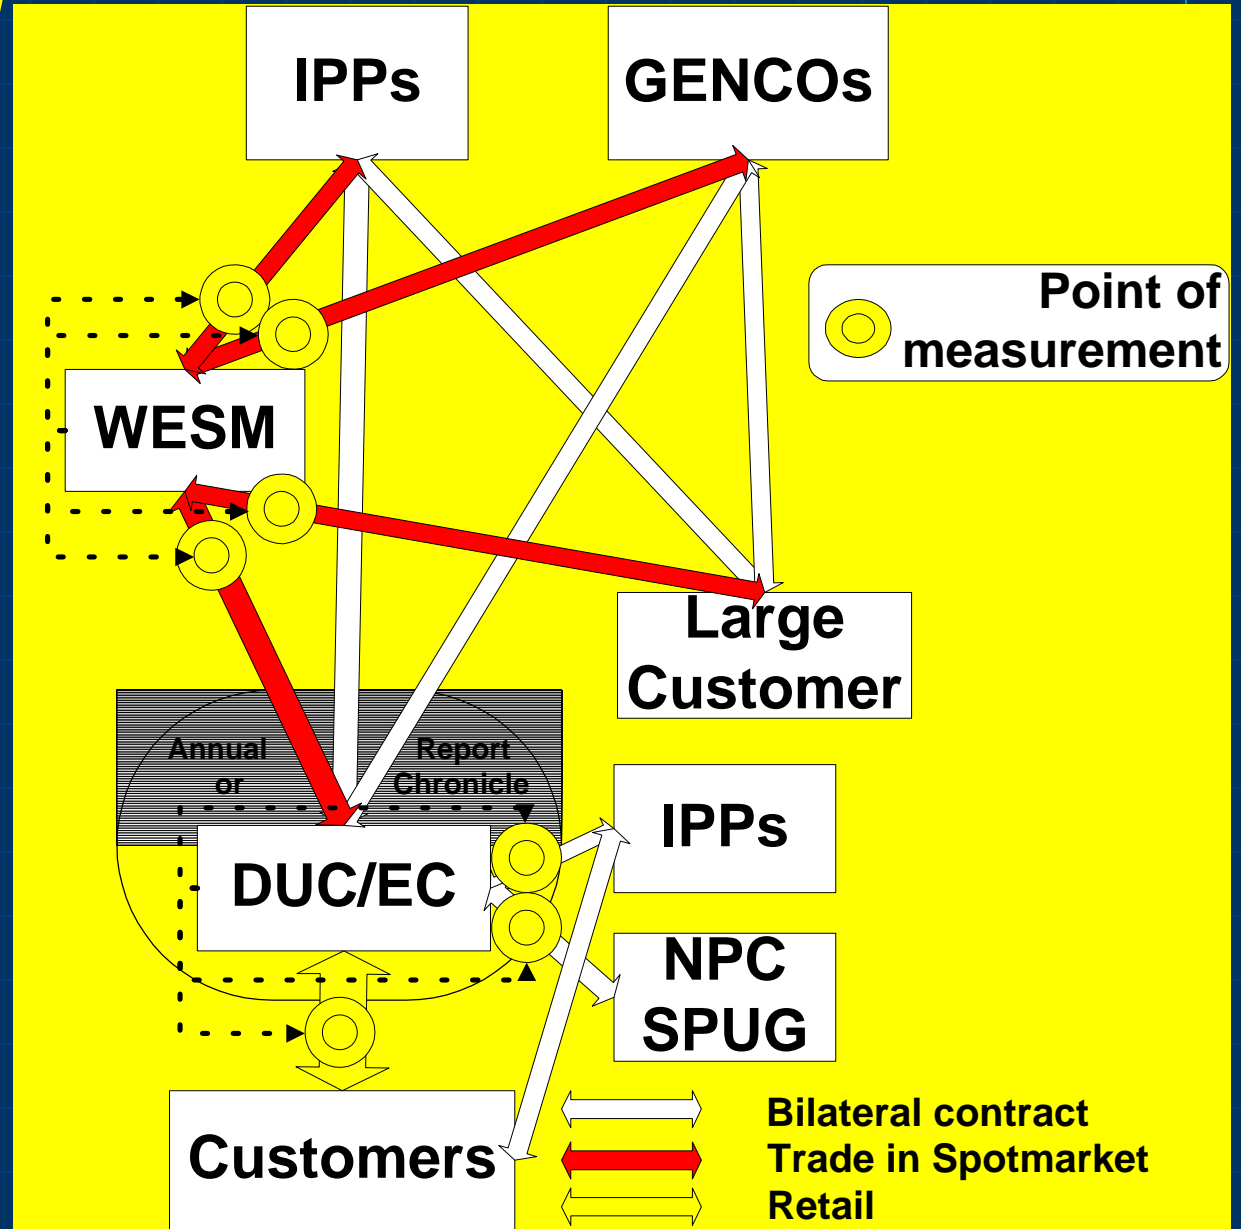 IPPs
GENCOs
Point of
measurement
WESM
Large
Customer
Annual Report
or Chronicle
IPPs
DUC/EC
NPC
SPUG
Customers
Bilateral contract
Trade in Spotmarket
Retail